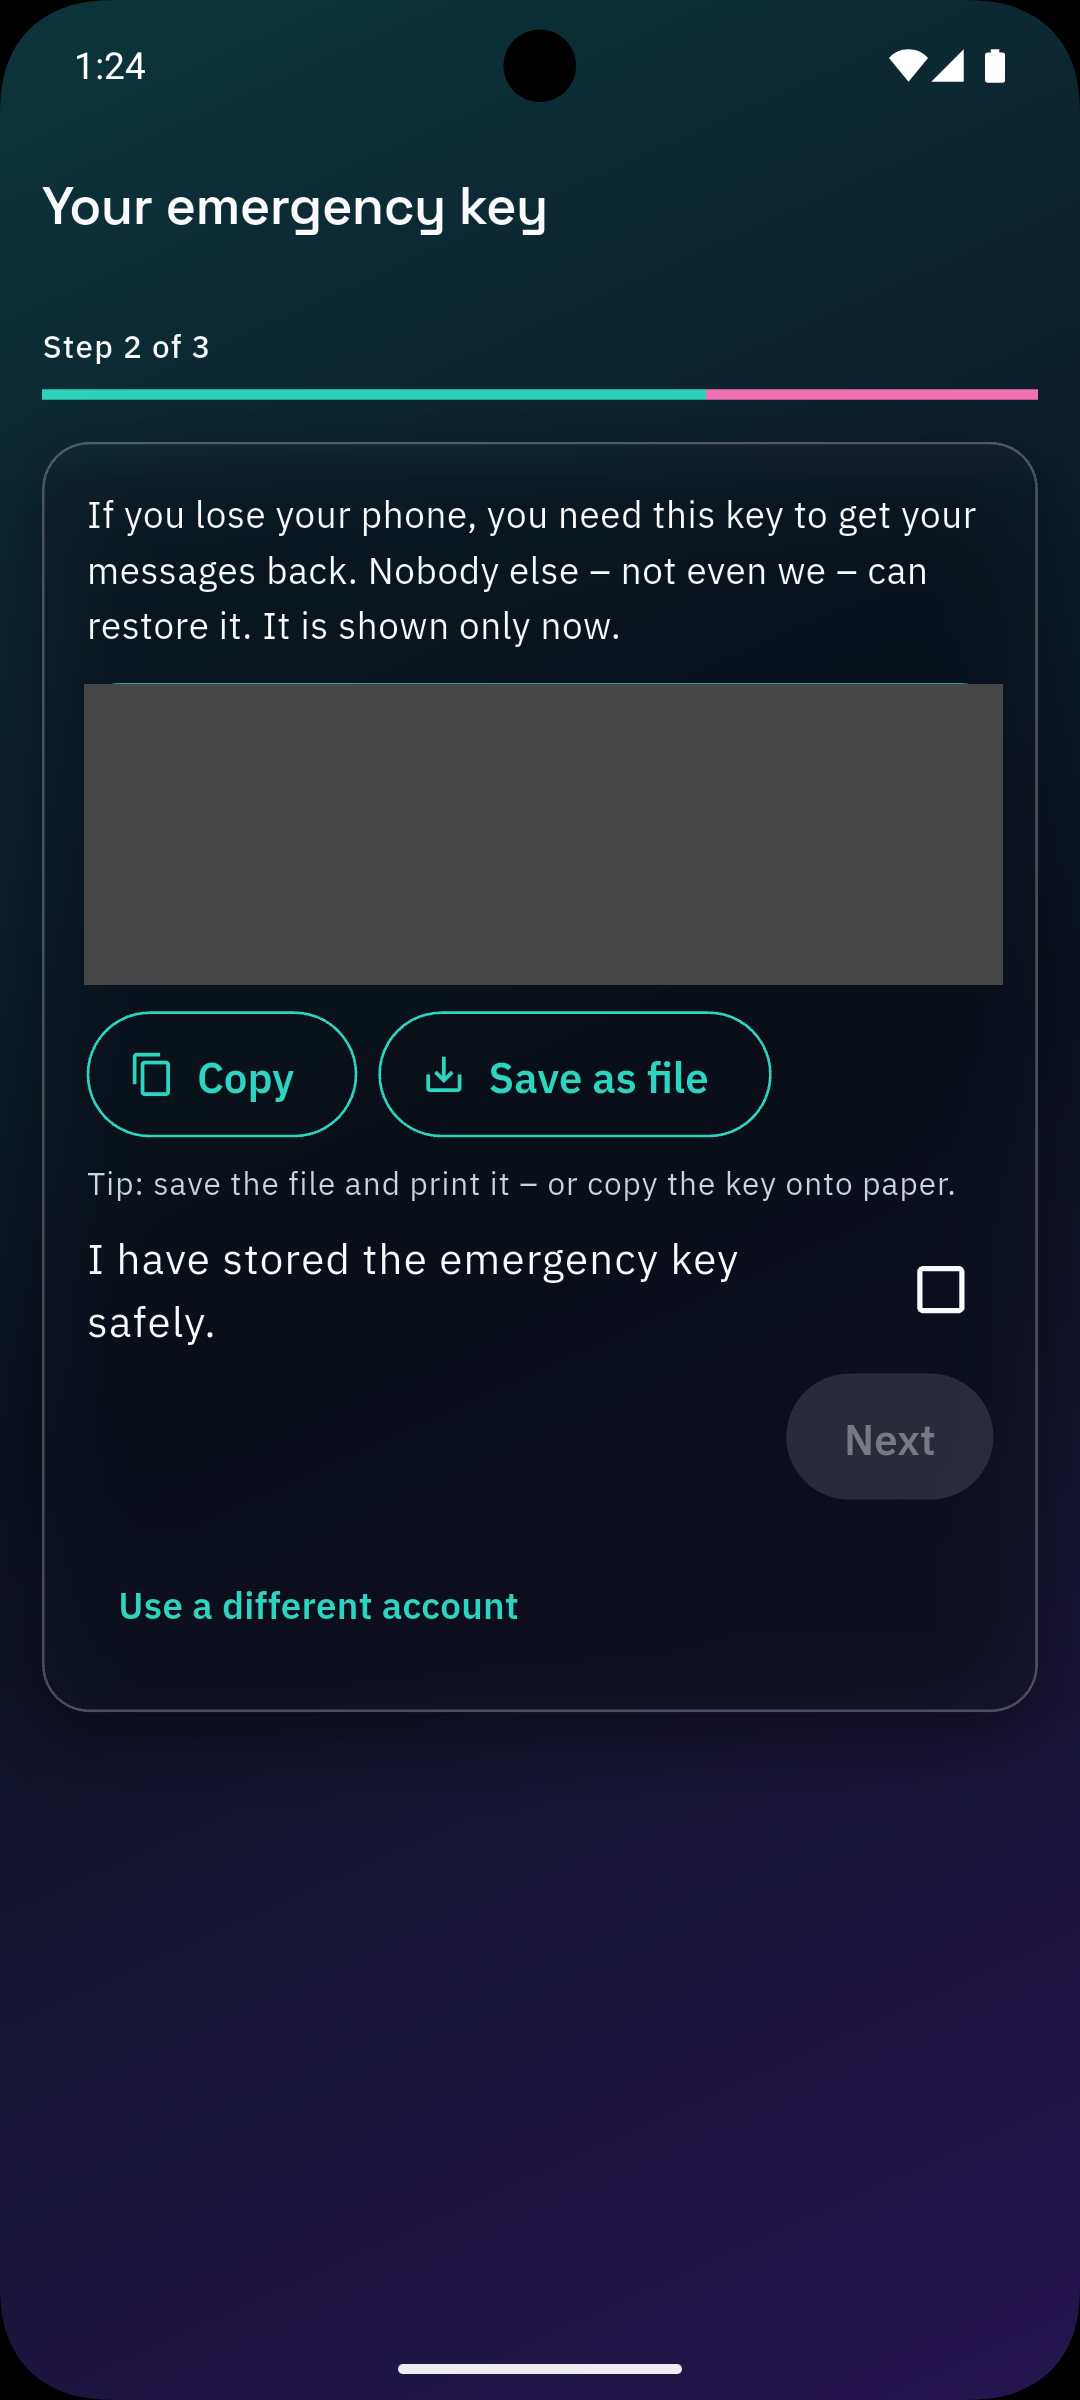 1:24
Your emergency key
Step 2 of 3
If you lose your phone, you need this key to get your
messages back. Nobody else – not even we – can
restore it. It is shown only now.
Copy
Save as file
Tip: save the file and print it – or copy the key onto paper.
I have stored the emergency key
safely.
Next
Use a different account